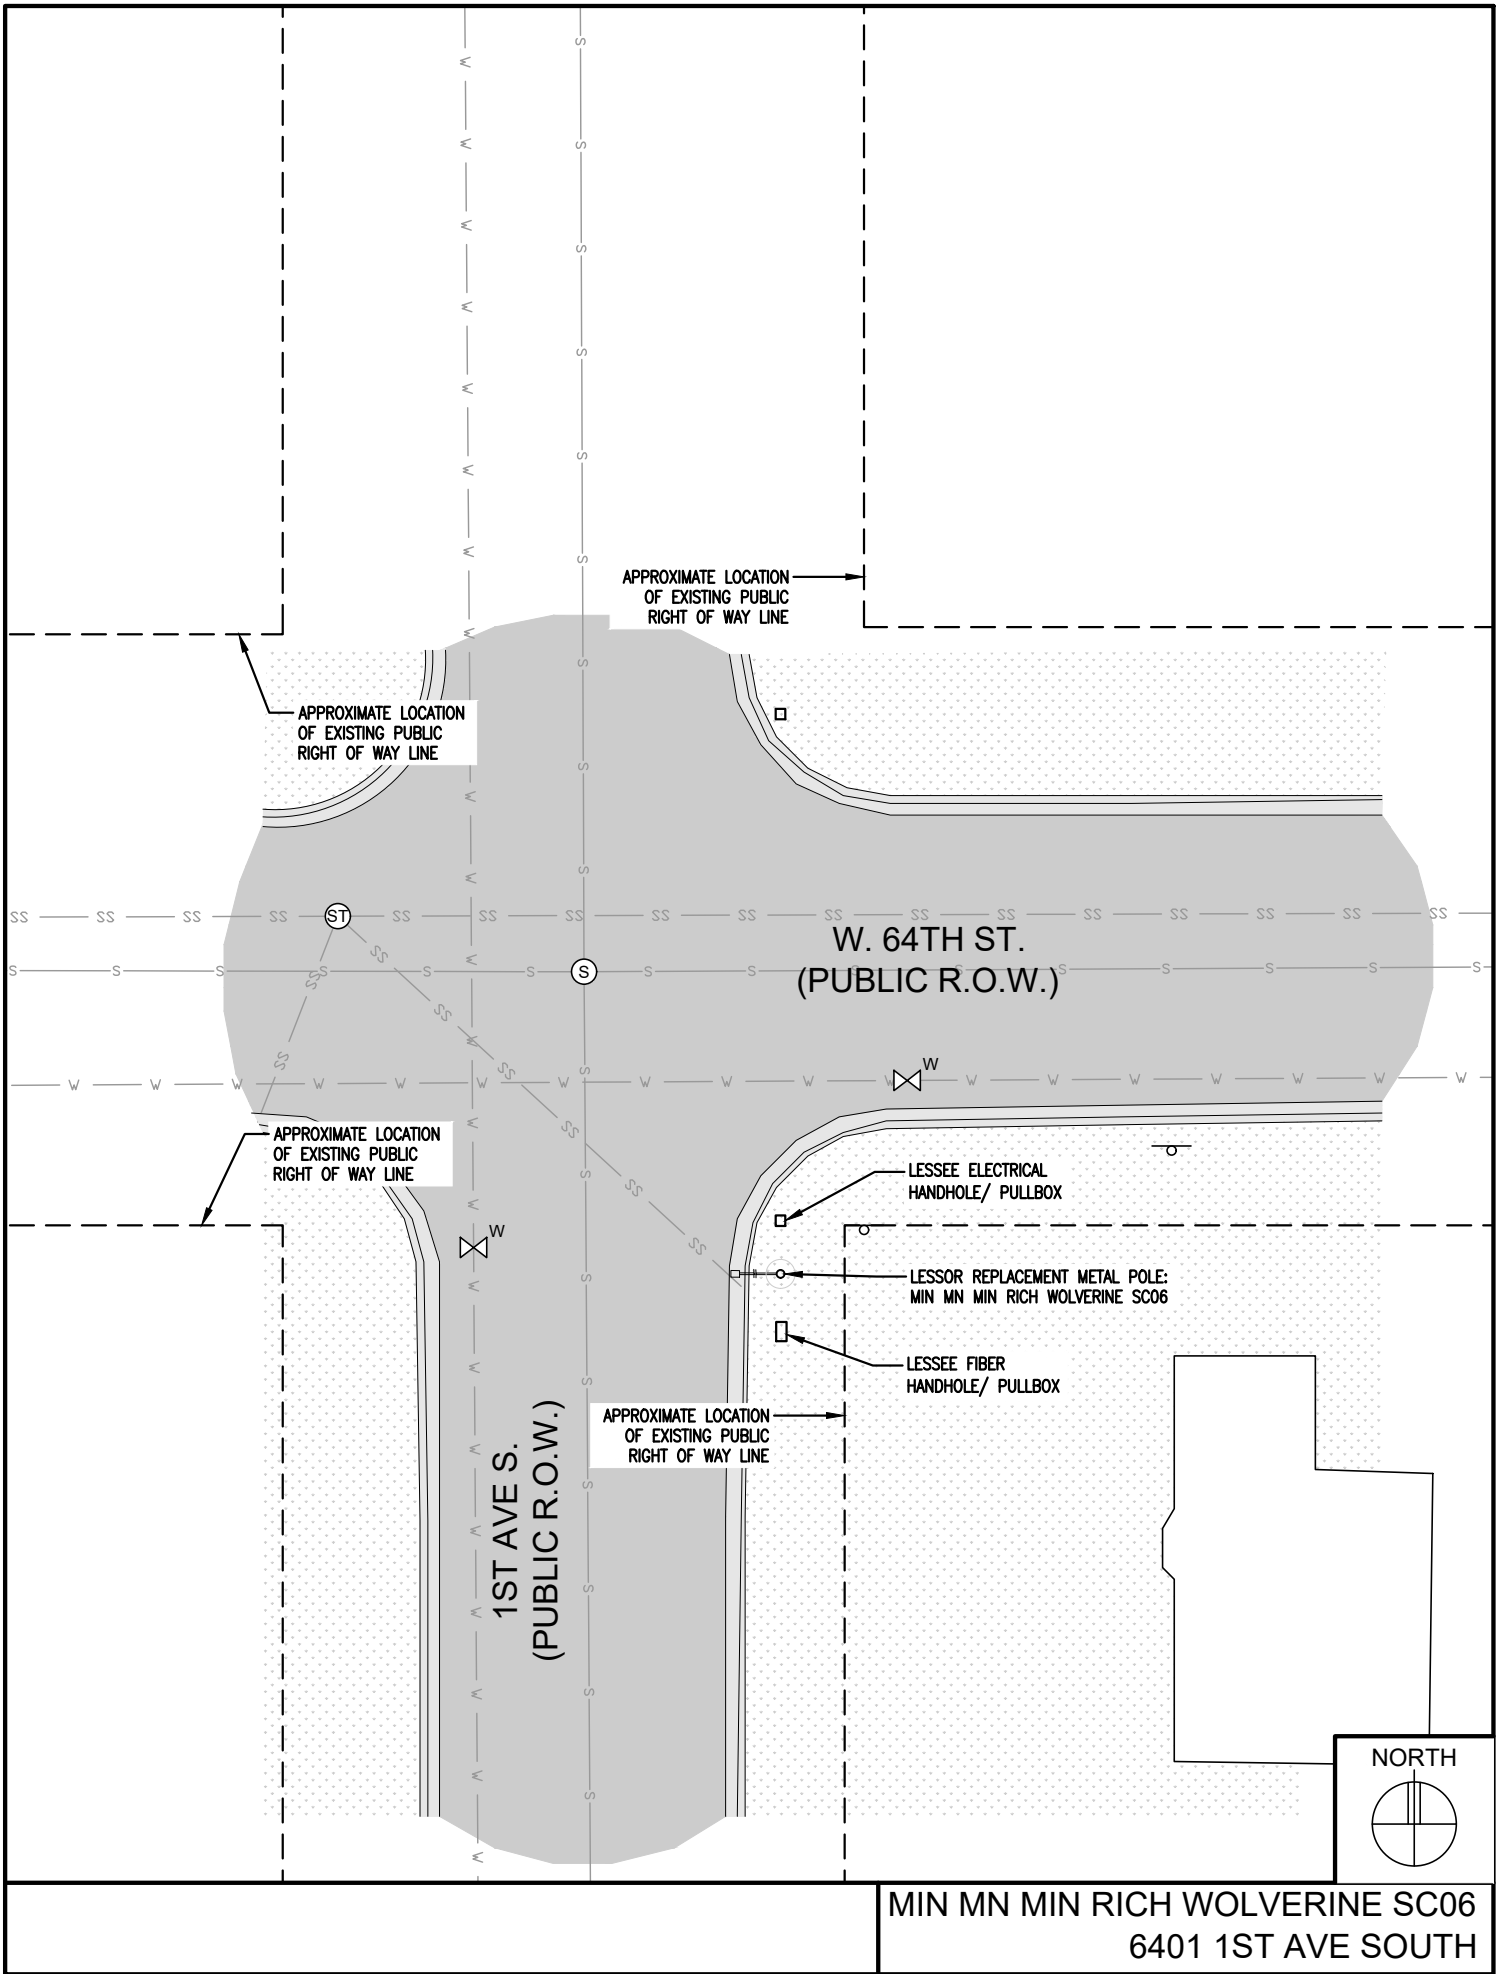 APPROXIMATE LOCATION
OF EXISTING PUBLIC
RIGHT OF WAY LINE
APPROXIMATE LOCATION
OF EXISTING PUBLIC
RIGHT OF WAY LINE
ST
S
W. 64TH ST.
(PUBLIC R.O.W.)
W
APPROXIMATE LOCATION
OF EXISTING PUBLIC
RIGHT OF WAY LINE
LESSEE ELECTRICAL
HANDHOLE/ PULLBOX
W
LESSOR REPLACEMENT METAL POLE:
MIN MN MIN RICH WOLVERINE SC06
LESSEE FIBER
HANDHOLE/ PULLBOX
APPROXIMATE LOCATION
OF EXISTING PUBLIC
RIGHT OF WAY LINE
1ST AVE S.
(PUBLIC R.O.W.)
NORTH
MIN MN MIN RICH WOLVERINE SC06
6401 1ST AVE SOUTH